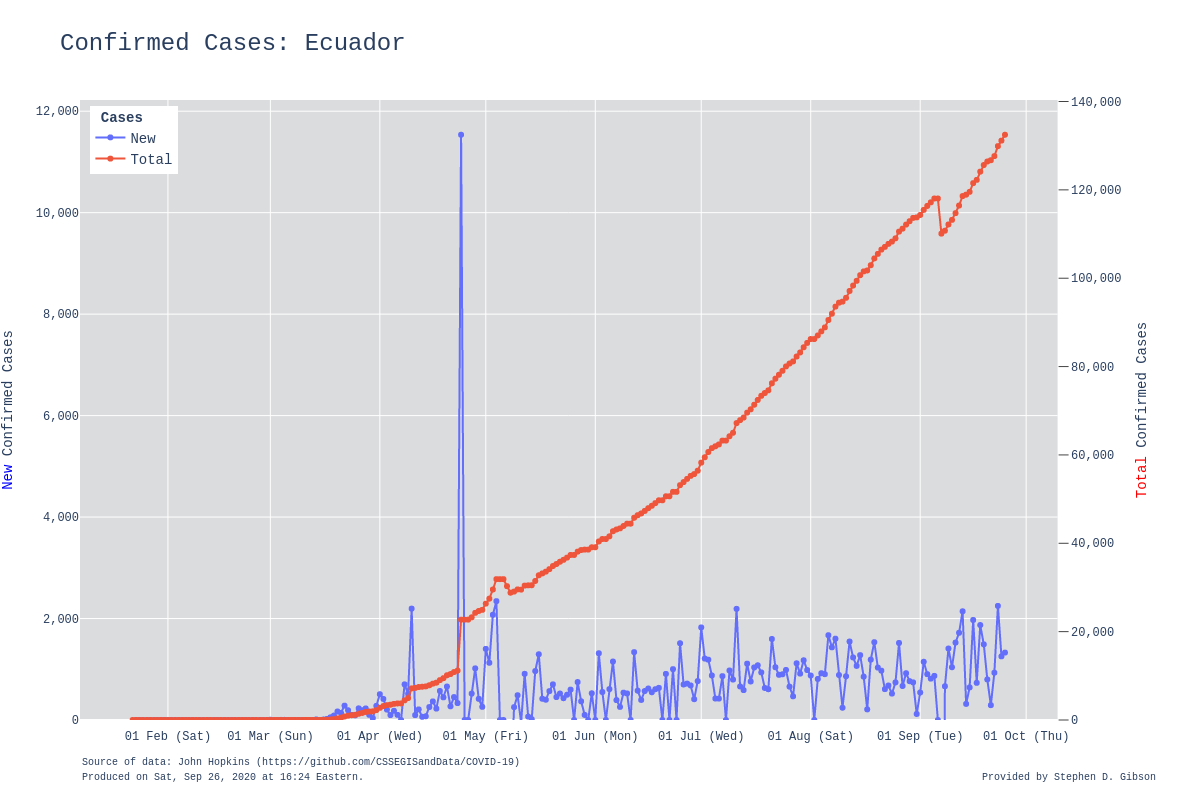 Confirmed Cases: Ecuador
Cases
New
Total
12,000
10,000
8,000
6,000
4,000
2,000
0
140,000
120,000
100,000
80,000
60,000
40,000
20,000
0
New Confirmed Cases
Total Confirmed Cases
01 Feb (Sat)
01 Mar (Sun)
01 Apr (Wed)
01 May (Fri)
01 Jun (Mon)
01 Jul (Wed)
01 Aug (Sat)
01 Sep (Tue)
01 Oct (Thu)
Source of data: John Hopkins (https://github.com/CSSEGISandData/COVID-19)
Produced on Sat, Sep 26, 2020 at 16:24 Eastern.
Provided by Stephen D. Gibson